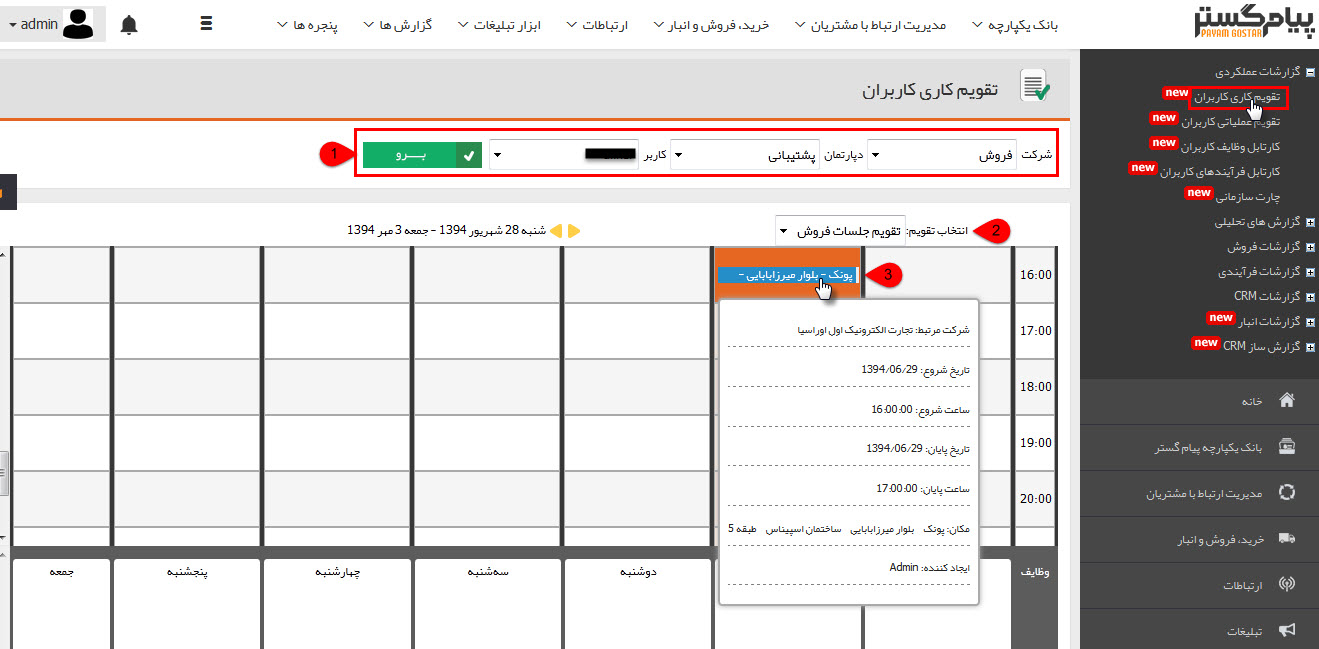 پیام‌گستر
PAYAM GOSTAR
بانک یکپارچه
مدیریت ارتباط با مشتریان
خرید، فروش و انبار
ارتباطات
ابزار تبلیغات
گزارش ها
پنجره ها
admin
گزارشات عملکردی
تقویم کاری کاربران new
تقویم عملیاتی کاربران new
کارتابل وظایف کاربران new
کارتابل فرآیندهای کاربران new
چارت سازمانی new
گزارش های تحلیلی
گزارشات فروش
گزارشات فرآیندی
گزارشات CRM
گزارشات انبار new
گزارش ساز CRM new
خانه
بانک یکپارچه پیام گستر
مدیریت ارتباط با مشتریان
خرید، فروش و انبار
ارتباطات
تبلیغات
تقویم کاری کاربران
شرکت فروش دپارتمان پشتیبانی کاربر بـــرو 1
2 انتخاب تقویم: تقویم جلسات فروش شنبه 28 شهریور 1394 - جمعه 3 مهر 1394
16:00
3 پونک - بلوار میرزابابایی -
17:00
18:00
19:00
20:00
شرکت مرتبط: تجارت الکترونیک اول اوراسیا
تاریخ شروع: 1394/06/29
ساعت شروع: 16:00:00
تاریخ پایان: 1394/06/29
ساعت پایان: 17:00:00
مکان: پونک بلوار میرزابابایی ساختمان اسپیناس طبقه 5
ایجاد کننده: Admin
وظایف دوشنبه سه‌شنبه چهارشنبه پنجشنبه جمعه